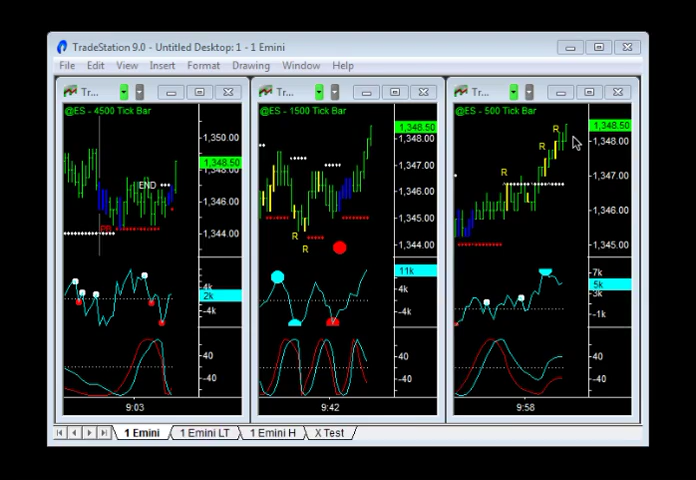 TradeStation 9.0 - Untitled Desktop: 1 - 1 Emini
File Edit View Insert Format Drawing Window Help
Tr...
@ES - 4500 Tick Bar
1,350.00
1,348.50
1,346.00
1,344.00
END
PB
4k
2k
-4k
40
-40
9:03
Tr...
@ES - 1500 Tick Bar
1,348.50
1,347.00
1,346.00
1,345.00
1,344.00
R
R
11k
4k
-4k
40
-40
9:42
Tr...
@ES - 500 Tick Bar
1,348.50
1,348.00
1,347.00
1,346.00
1,345.00
R
R
R
7k
5k
3k
-1k
40
-40
9:58
1 Emini 1 Emini LT 1 Emini H X Test